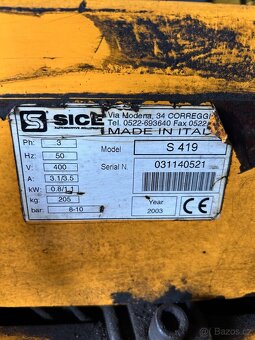 SICE
Via Modena, 34 CORREGG
Tel. 0522-693640 Fax 0522
MADE IN ITAL
Ph: 3
Hz: 50
V: 400
A: 3.1/3.5
kW: 0.8/1.1
kg: 205
bar: 8-10
Model S 419
Serial N. 031140521
Year
2003
CE
Bazoš.cz